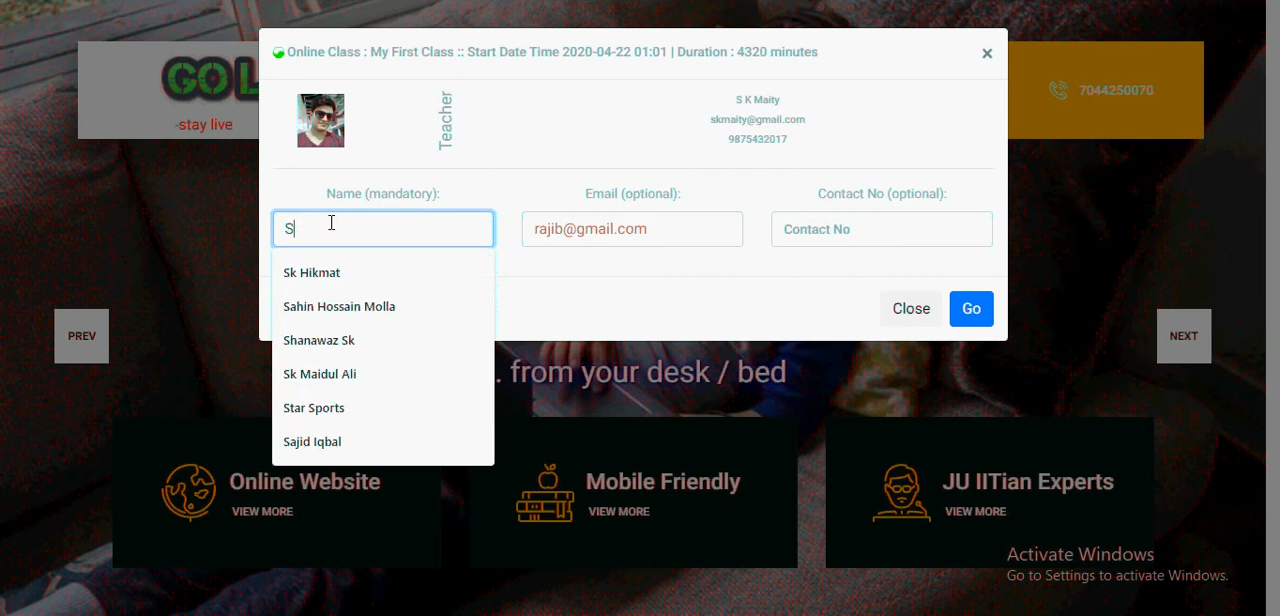 Online Class : My First Class :: Start Date Time 2020-04-22 01:01 | Duration : 4320 minutes
×
GOL
-stay live
7044250070
Teacher
S K Maity
skmaity@gmail.com
9875432017
Name (mandatory):
Email (optional):
Contact No (optional):
S
rajib@gmail.com
Contact No
Sk Hikmat
Sahin Hossain Molla
Shanawaz Sk
Sk Maidul Ali
Star Sports
Sajid Iqbal
Close
Go
PREV
NEXT
. from your desk / bed
Online Website
VIEW MORE
Mobile Friendly
VIEW MORE
JU IITian Experts
VIEW MORE
Activate Windows
Go to Settings to activate Windows.